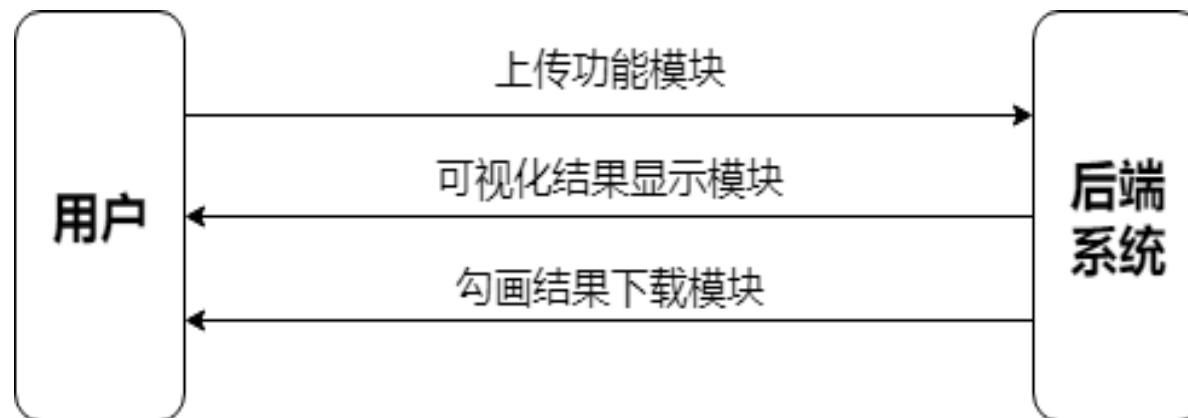 上传功能模块
可视化结果显示模块
勾画结果下载模块
用户
后端
系统